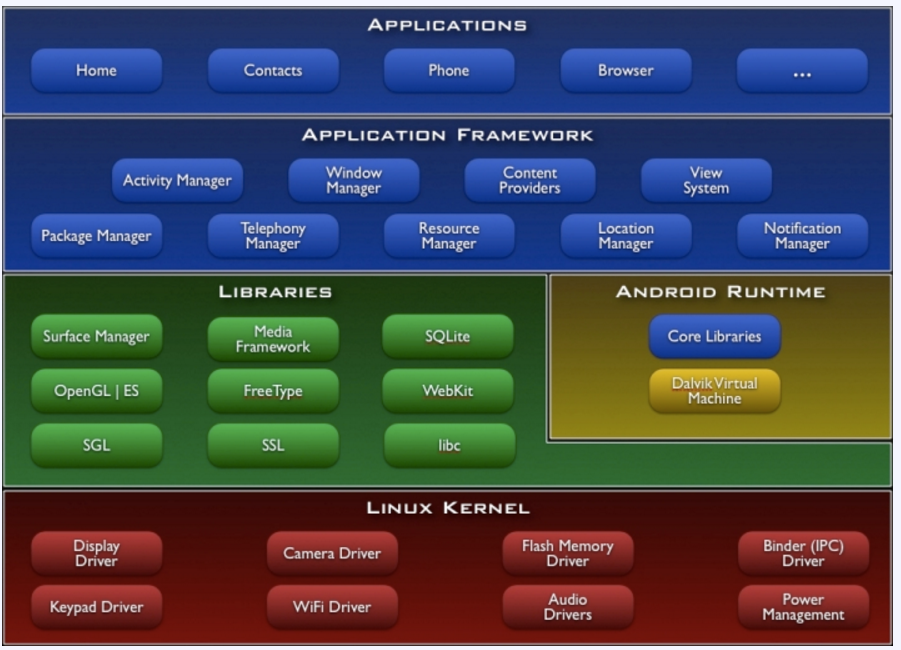 APPLICATIONS
Home
Contacts
Phone
Browser
...
APPLICATION FRAMEWORK
Activity Manager
Window
Manager
Content
Providers
View
System
Package Manager
Telephony
Manager
Resource
Manager
Location
Manager
Notification
Manager
LIBRARIES
Surface Manager
Media
Framework
SQLite
OpenGL | ES
FreeType
WebKit
SGL
SSL
libc
ANDROID RUNTIME
Core Libraries
Dalvik Virtual
Machine
LINUX KERNEL
Display
Driver
Camera Driver
Flash Memory
Driver
Binder (IPC)
Driver
Keypad Driver
WiFi Driver
Audio
Drivers
Power
Management